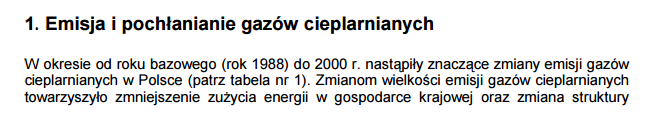 1. Emisja i pochłanianie gazów cieplarnianych
W okresie od roku bazowego (rok 1988) do 2000 r. nastąpiły znaczące zmiany emisji gazów
cieplarnianych w Polsce (patrz tabela nr 1). Zmianom wielkości emisji gazów cieplarnianych
towarzyszyło zmniejszenie zużycia energii w gospodarce krajowej oraz zmiana struktury